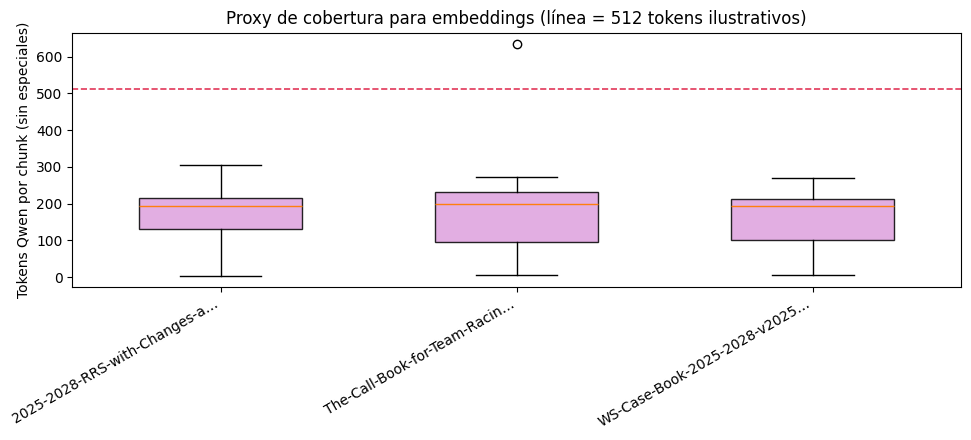 Proxy de cobertura para embeddings (línea = 512 tokens ilustrativos)
Tokens Qwen por chunk (sin especiales)
600
500
400
300
200
100
0
2025-2028-RRS-with-Changes-a...
The-Call-Book-for-Team-Racin...
WS-Case-Book-2025-2028-v2025...